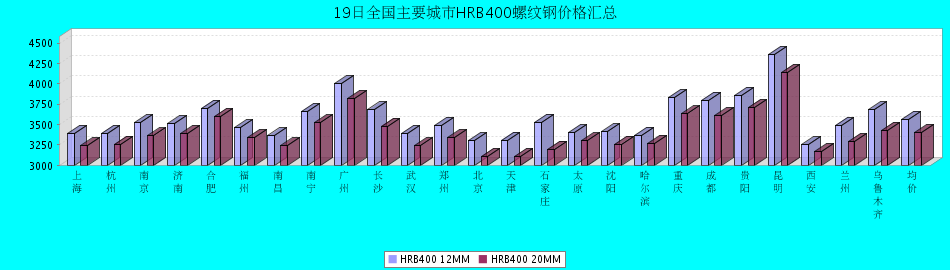 19日全国主要城市HRB400螺纹钢价格汇总
4500
4250
4000
3750
3500
3250
3000
上海
杭州
南京
济南
合肥
福州
南昌
南宁
广州
长沙
武汉
郑州
北京
天津
石家庄
太原
沈阳
哈尔滨
重庆
成都
贵阳
昆明
西安
兰州
乌鲁木齐
均价
HRB400 12MM
HRB400 20MM